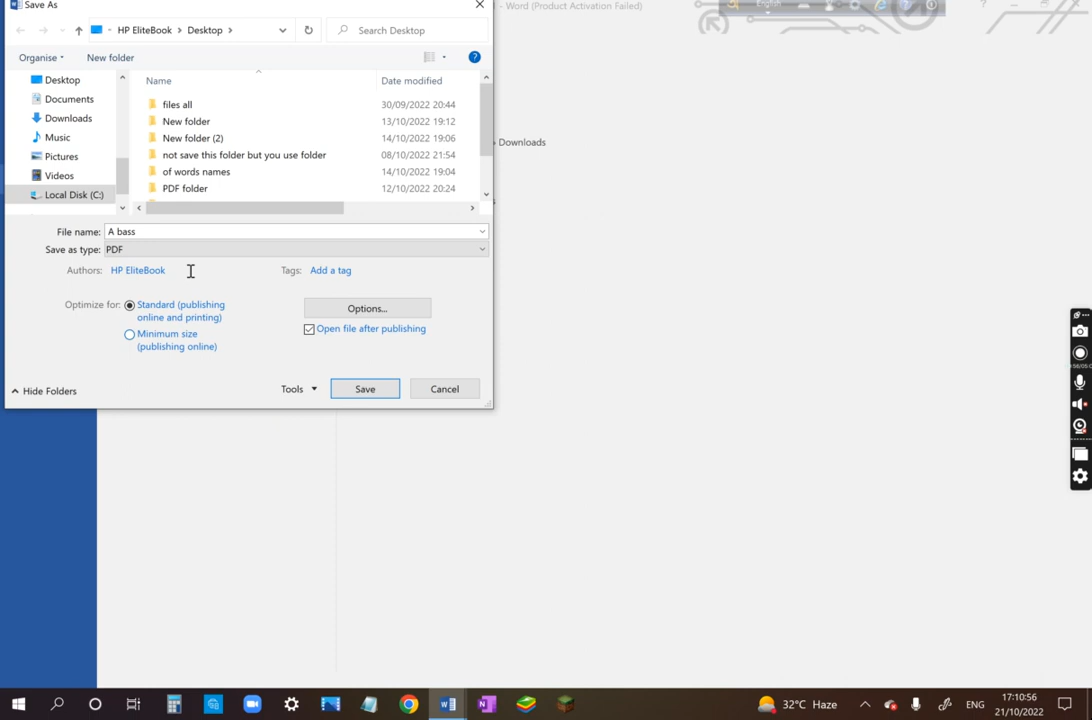 Save As
- Word (Product Activation Failed)
English
HP EliteBook > Desktop >
Search Desktop
Organise
New folder
Desktop
Documents
Downloads
Music
Pictures
Videos
Local Disk (C:)
Name
Date modified
files all
30/09/2022 20:44
New folder
13/10/2022 19:12
New folder (2)
14/10/2022 19:06
not save this folder but you use folder
08/10/2022 21:54
of words names
14/10/2022 19:04
PDF folder
12/10/2022 20:24
» Downloads
File name: A bass
Save as type: PDF
Authors: HP EliteBook
Tags: Add a tag
Optimize for: Standard (publishing
online and printing)
Minimum size
(publishing online)
Options...
Open file after publishing
Hide Folders
Tools
Save
Cancel
32°C Haze
ENG
17:10:56
21/10/2022